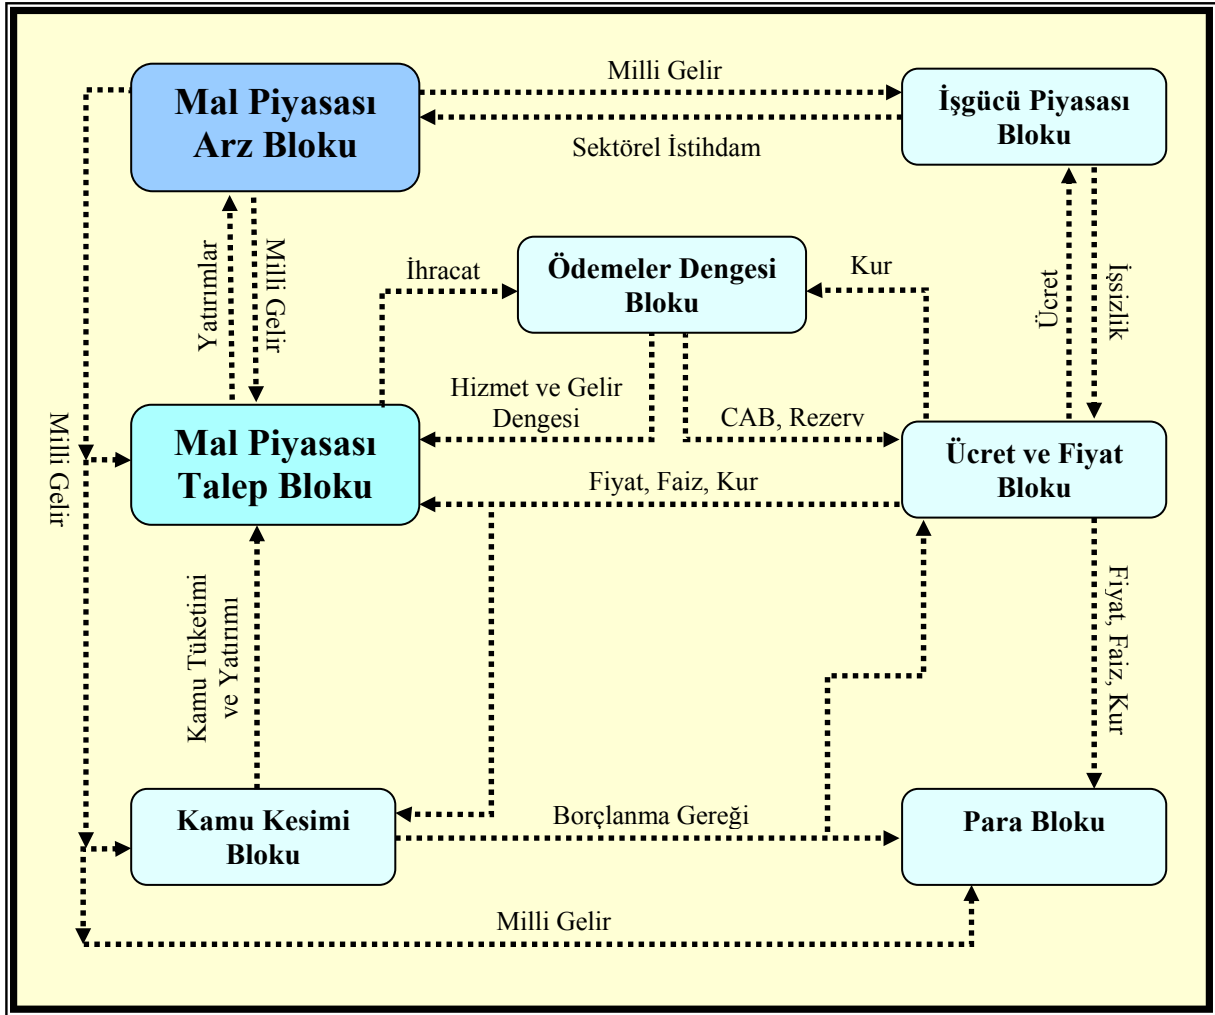 Milli Gelir
Mal Piyasası
Arz Bloku
İşgücü Piyasası
Bloku
Sektörel İstihdam
Yatırımlar
Milli Gelir
İhracat
Ödemeler Dengesi
Bloku
Kur
Ücret
İşsizlik
Hizmet ve Gelir
Dengesi
CAB, Rezerv
Milli Gelir
Mal Piyasası
Talep Bloku
Fiyat, Faiz, Kur
Ücret ve Fiyat
Bloku
Kamu Tüketimi
ve Yatırımı
Fiyat, Faiz, Kur
Kamu Kesimi
Bloku
Borçlanma Gereği
Para Bloku
Milli Gelir